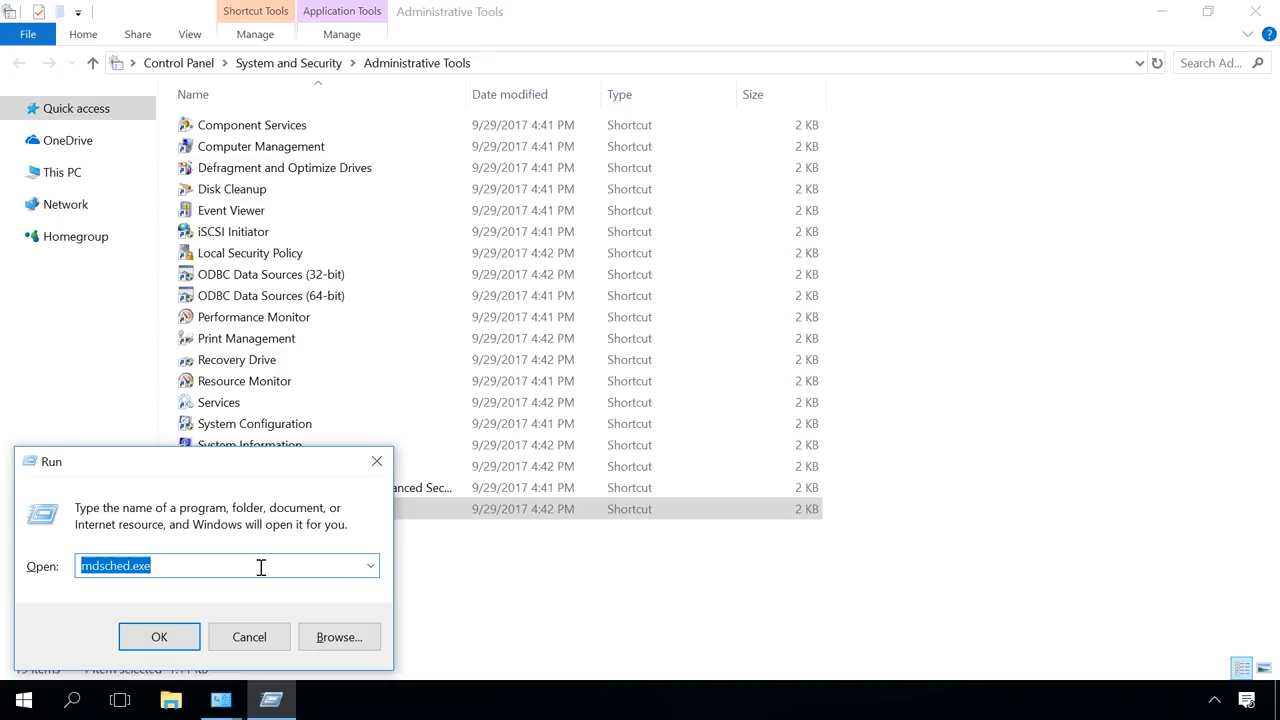 Shortcut Tools
Application Tools
Administrative Tools
File
Home
Share
View
Manage
Manage
Control Panel
System and Security
Administrative Tools
Search Ad...
Name
Date modified
Type
Size
Quick access
OneDrive
This PC
Network
Homegroup
Component Services 9/29/2017 4:41 PM Shortcut 2 KB
Computer Management 9/29/2017 4:41 PM Shortcut 2 KB
Defragment and Optimize Drives 9/29/2017 4:41 PM Shortcut 2 KB
Disk Cleanup 9/29/2017 4:41 PM Shortcut 2 KB
Event Viewer 9/29/2017 4:41 PM Shortcut 2 KB
iSCSI Initiator 9/29/2017 4:41 PM Shortcut 2 KB
Local Security Policy 9/29/2017 4:42 PM Shortcut 2 KB
ODBC Data Sources (32-bit) 9/29/2017 4:42 PM Shortcut 2 KB
ODBC Data Sources (64-bit) 9/29/2017 4:41 PM Shortcut 2 KB
Performance Monitor 9/29/2017 4:41 PM Shortcut 2 KB
Print Management 9/29/2017 4:42 PM Shortcut 2 KB
Recovery Drive 9/29/2017 4:42 PM Shortcut 2 KB
Resource Monitor 9/29/2017 4:41 PM Shortcut 2 KB
Services 9/29/2017 4:42 PM Shortcut 2 KB
System Configuration 9/29/2017 4:41 PM Shortcut 2 KB
System Information 9/29/2017 4:42 PM Shortcut 2 KB
9/29/2017 4:42 PM Shortcut 2 KB
anced Sec... 9/29/2017 4:41 PM Shortcut 2 KB
9/29/2017 4:42 PM Shortcut 2 KB
Run
Type the name of a program, folder, document, or
Internet resource, and Windows will open it for you.
Open:
mdsched.exe
OK
Cancel
Browse...